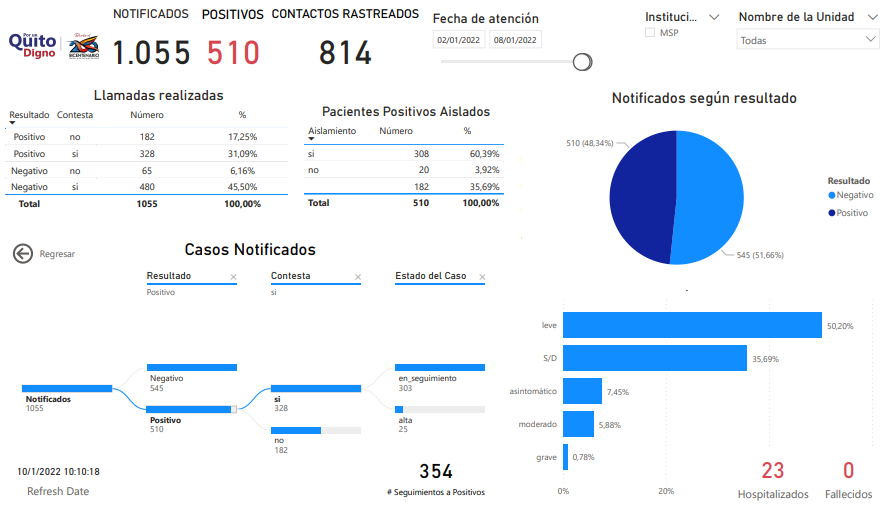 NOTIFICADOS POSITIVOS CONTACTOS RASTREADOS
1.055 510 814
Por un
Quito
Digno
BICENTENARIO
Fecha de atención
02/01/2022 08/01/2022
Instituci...
MSP
Nombre de la Unidad
Todas
Llamadas realizadas
Resultado Contesta Número %
Positivo no 182 17,25%
Positivo si 328 31,09%
Negativo no 65 6,16%
Negativo si 480 45,50%
Total 1055 100,00%
Pacientes Positivos Aislados
Aislamiento Número %
si 308 60,39%
no 20 3,92%
182 35,69%
Total 510 100,00%
Notificados según resultado
510 (48,34%)
545 (51,66%)
Resultado
Negativo
Positivo
Regresar
Casos Notificados
Resultado Contesta Estado del Caso
Positivo si
Notificados
1055
Negativo
545
Positivo
510
si
328
no
182
en_seguimiento
303
alta
25
10/1/2022 10:10:18
Refresh Date
354
# Seguimientos a Positivos
leve 50,20%
S/D 35,69%
asintomático 7,45%
moderado 5,88%
grave 0,78%
0% 20%
23
Hospitalizados
0
Fallecidos